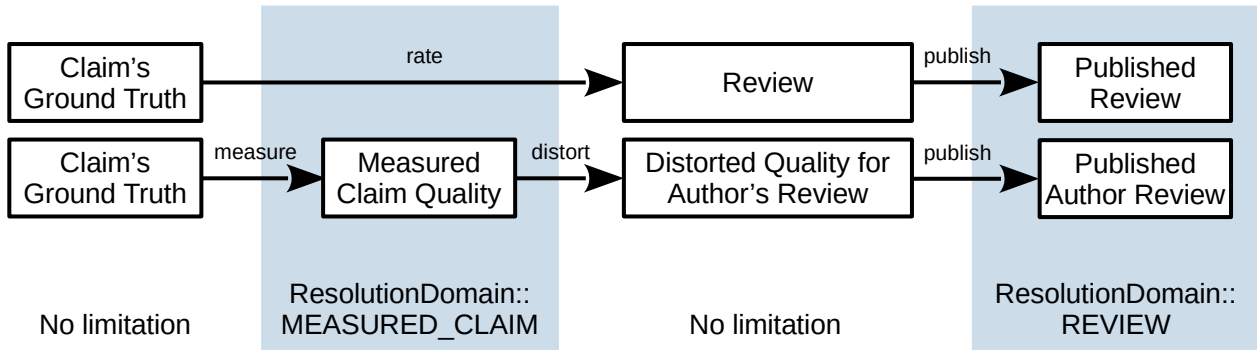 Claim's
Ground Truth
rate
Review
publish
Published
Review
Claim's
Ground Truth
measure
Measured
Claim Quality
distort
Distorted Quality for
Author's Review
publish
Published
Author Review
No limitation
ResolutionDomain::
MEASURED_CLAIM
No limitation
ResolutionDomain::
REVIEW